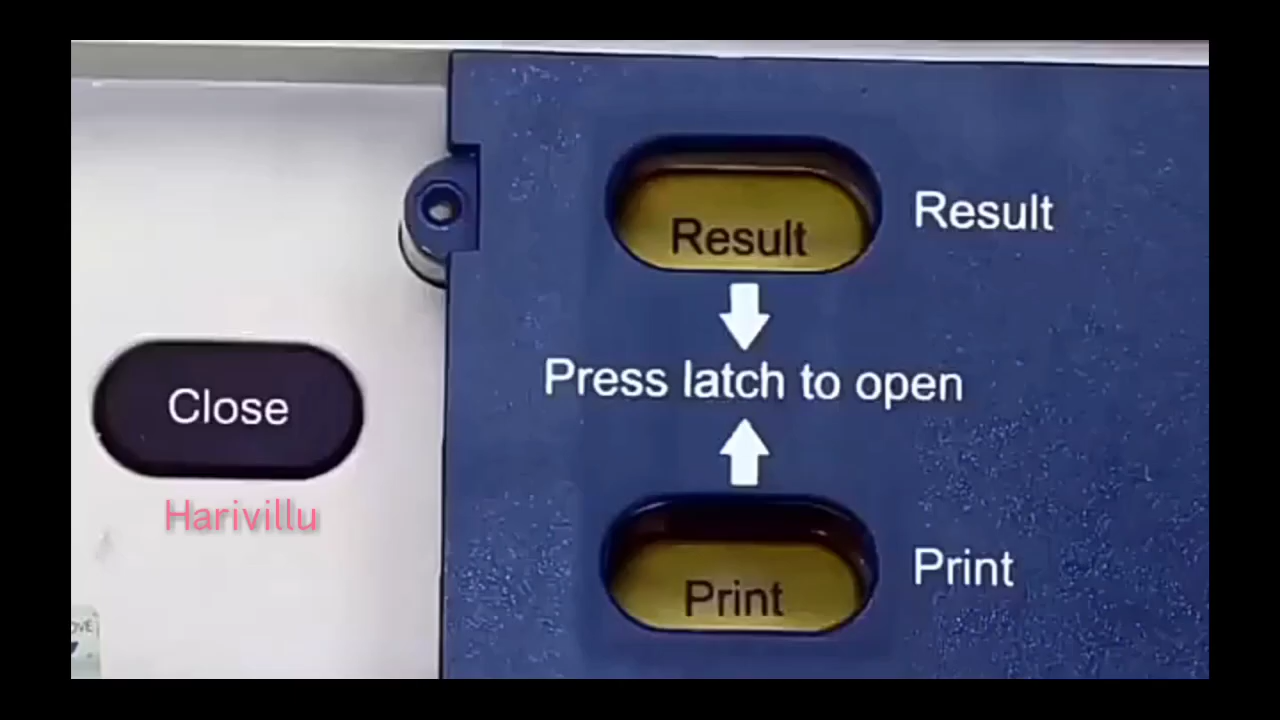 Result
Result
Press latch to open
Close
Harivillu
Print
Print